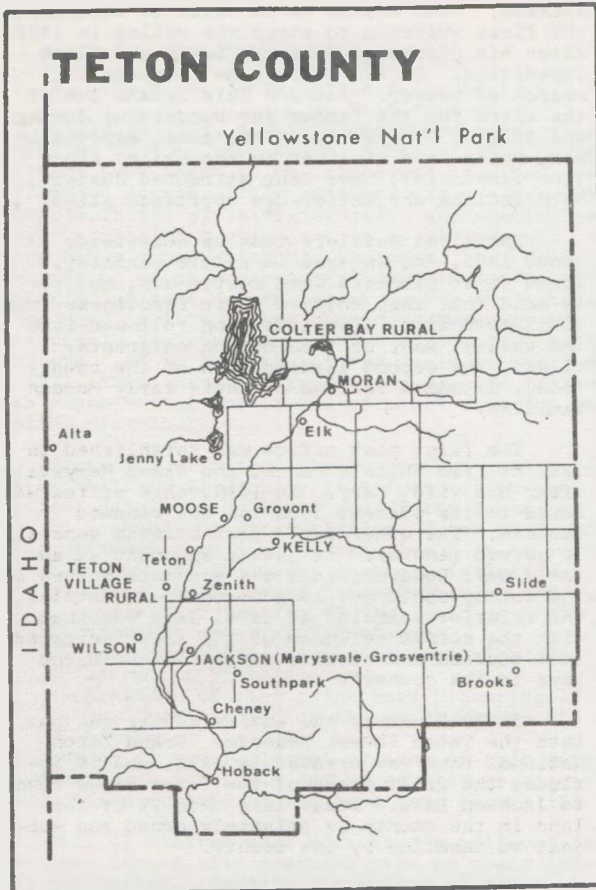 TETON COUNTY
Yellowstone Nat'l Park
COLTER BAY RURAL
MORAN
Elk
Alta
Jenny Lake
MOOSE
Grovont
KELLY
Teton
TETON
VILLAGE
RURAL
Zenith
Slide
IDAHO
WILSON
JACKSON (Marysvale, Grosventrie)
Southpark
Brooks
Cheney
Hoback